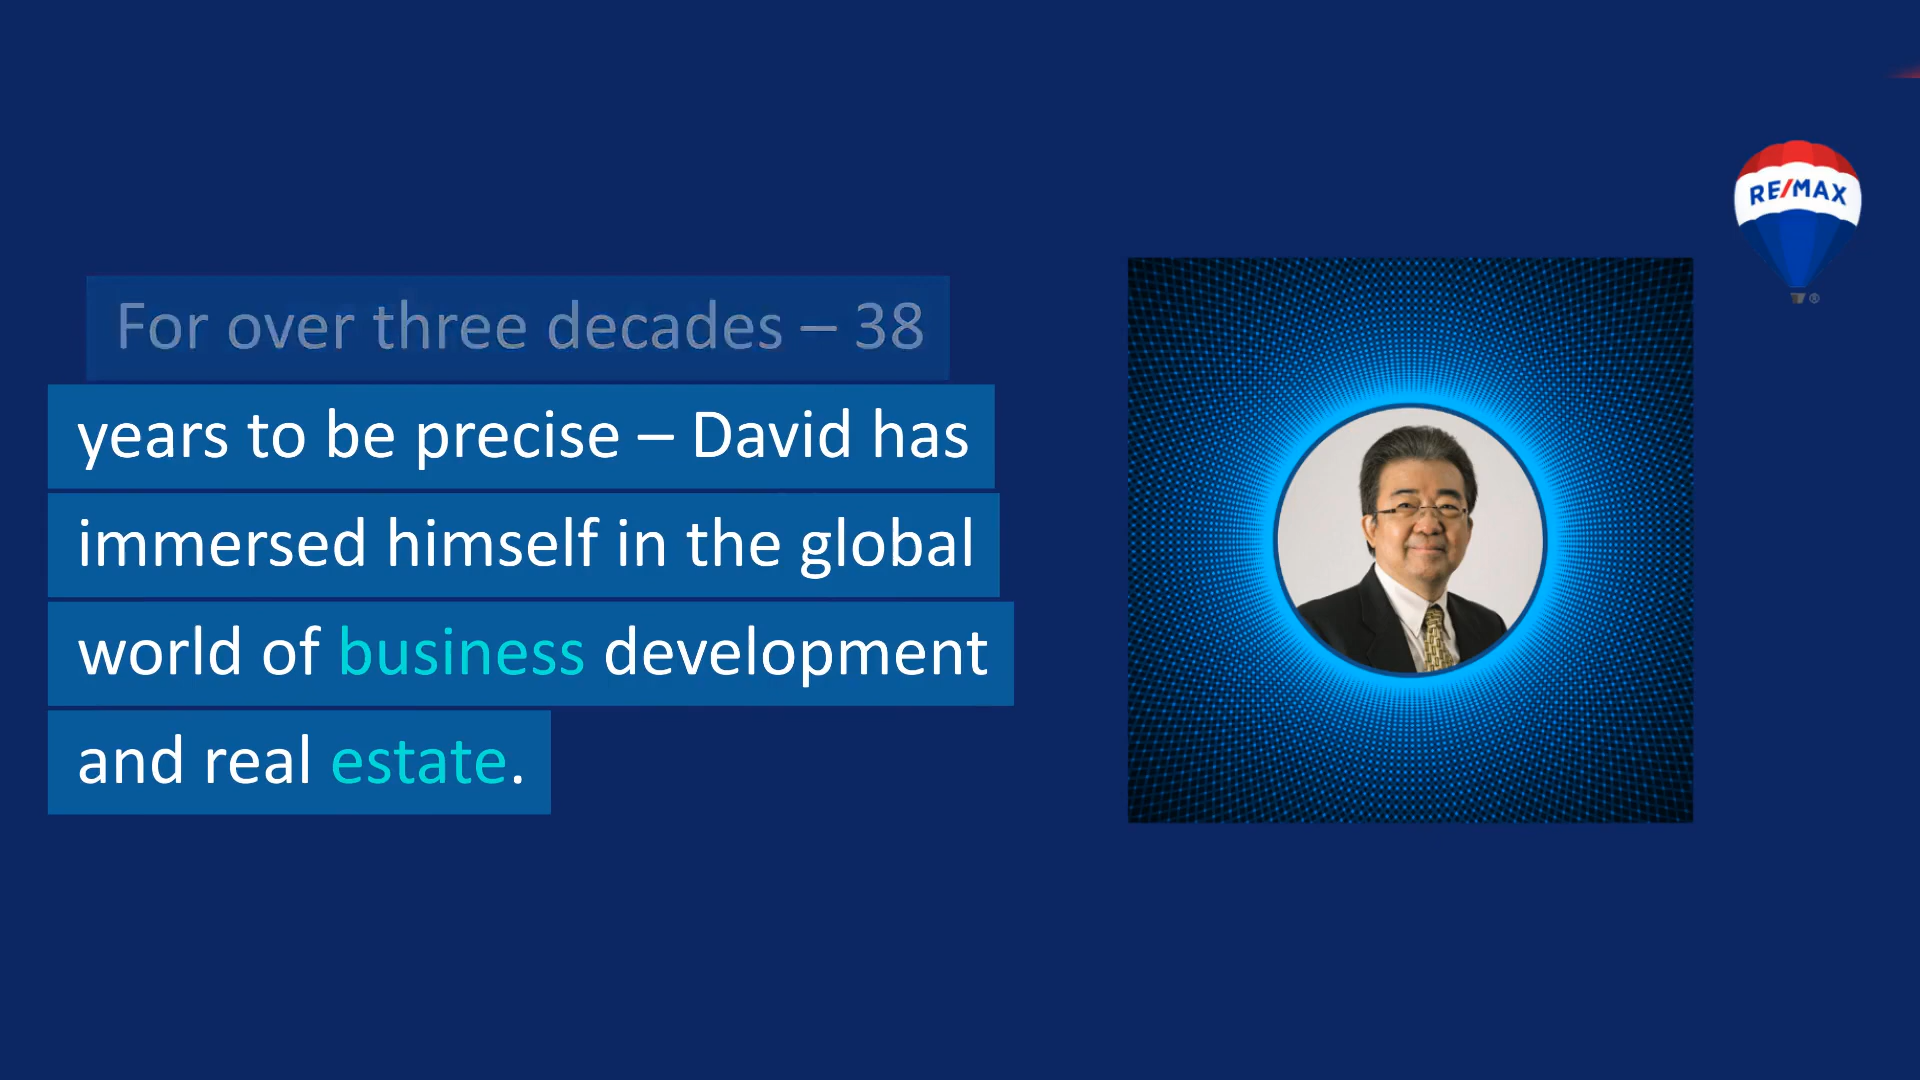 RE/MAX
For over three decades – 38
years to be precise – David has
immersed himself in the global
world of business development
and real estate.
®